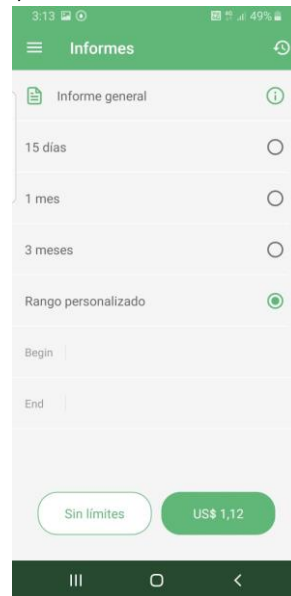 3:13 49%
Informes
Informe general
15 días
1 mes
3 meses
Rango personalizado
Begin
End
Sin límites US$ 1,12